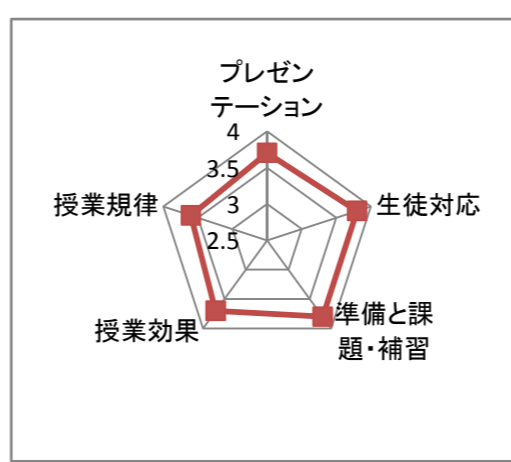 プレゼン
テーション
4
3.5
3
2.5
生徒対応
準備と課
題・補習
授業効果
授業規律